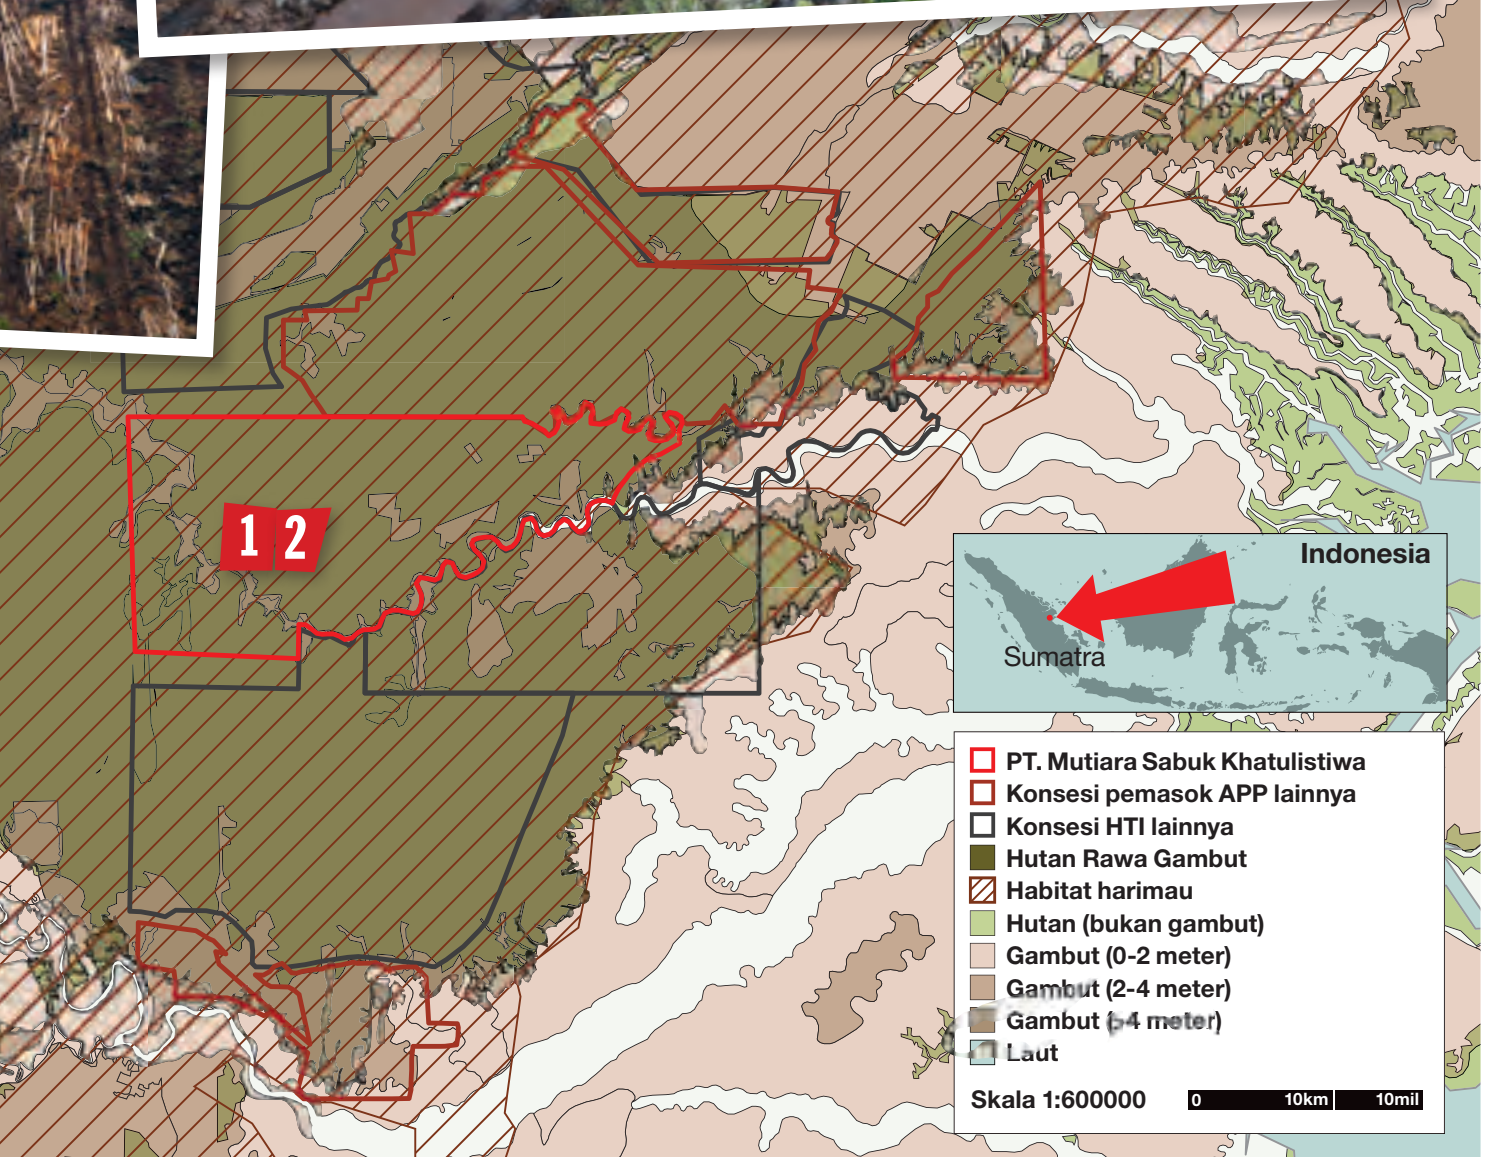 1 2
Indonesia
Sumatra
PT. Mutiara Sabuk Khatulistiwa
Konsesi pemasok APP lainnya
Konsesi HTI lainnya
Hutan Rawa Gambut
Habitat harimau
Hutan (bukan gambut)
Gambut (0-2 meter)
Gambut (2-4 meter)
Gambut (>4 meter)
Laut
Skala 1:600000
0 10km 10mil